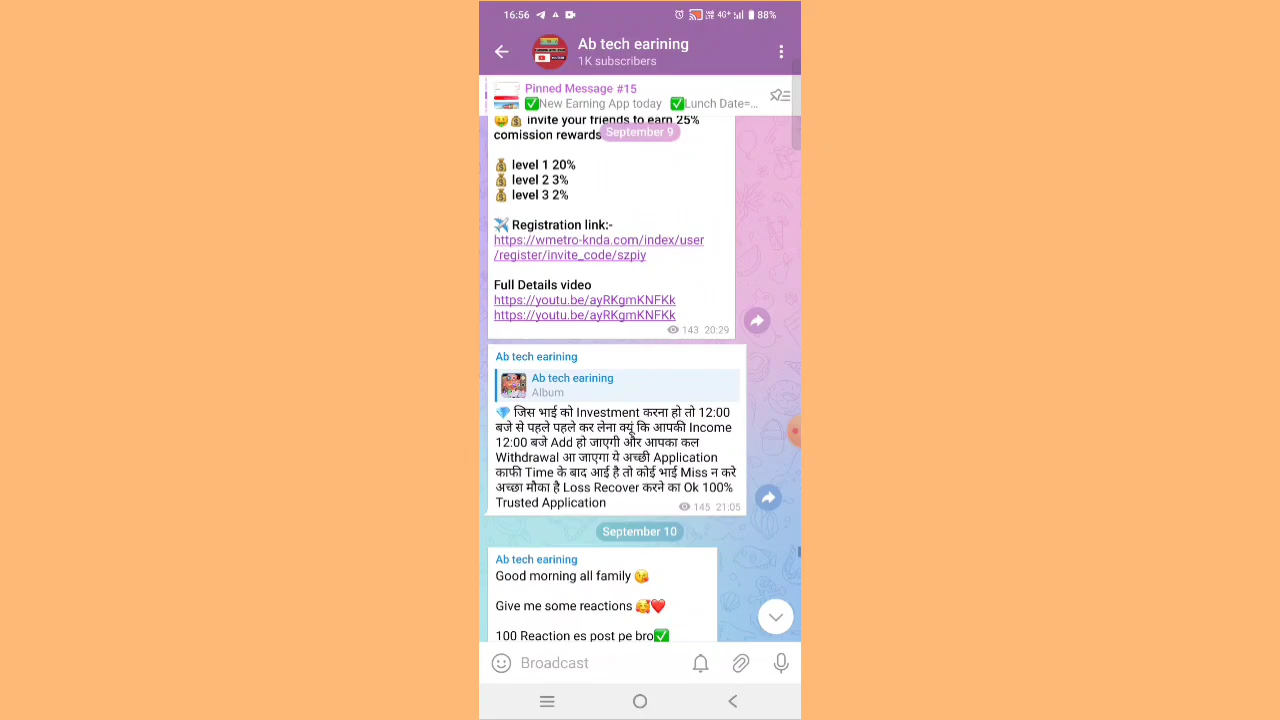 16:56
4G+ 88%
Ab tech earining
1K subscribers
Pinned Message #15
✅New Earning App today ✅Lunch Date=...
🤑💰 invite your friends to earn 25%
comission rewards
September 9
💰 level 1 20%
💰 level 2 3%
💰 level 3 2%
✈️ Registration link:-
https://wmetro-knda.com/index/user
/register/invite_code/szpiy
Full Details video
https://youtu.be/ayRKgmKNFKk
https://youtu.be/ayRKgmKNFKk
143 20:29
Ab tech earining
Ab tech earining
Album
💎 जिस भाई को Investment करना हो तो 12:00
बजे से पहले पहले कर लेना क्यूं कि आपकी Income
12:00 बजे Add हो जाएगी और आपका कल
Withdrawal आ जाएगा ये अच्छी Application
काफी Time के बाद आई है तो कोई भाई Miss न करे
अच्छा मौका है Loss Recover करने का Ok 100%
Trusted Application
145 21:05
September 10
Ab tech earining
Good morning all family 😘
Give me some reactions 🥰❤️
100 Reaction es post pe bro✅
Broadcast